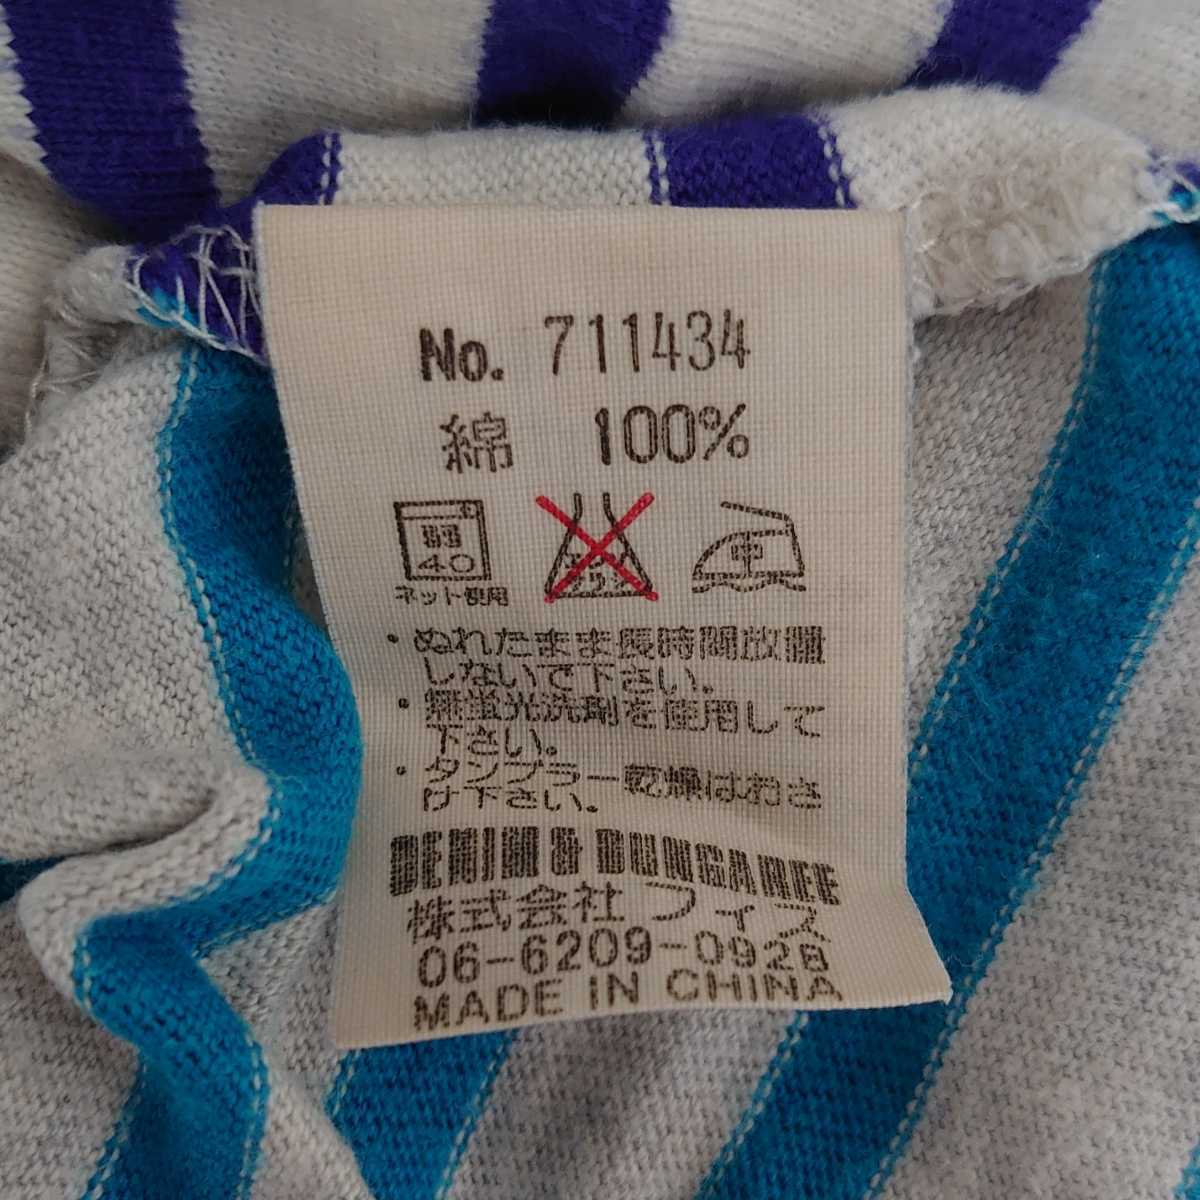 No. 711434
綿 100%
40
中
ネット使用
・ぬれたまま長時間放置
しないで下さい。
・無蛍光洗剤を使用して
下さい。
・タンブラー乾燥はおさ
け下さい。
DENIM & DUNGAREE
株式会社フィス
06-6209-0928
MADE IN CHINA